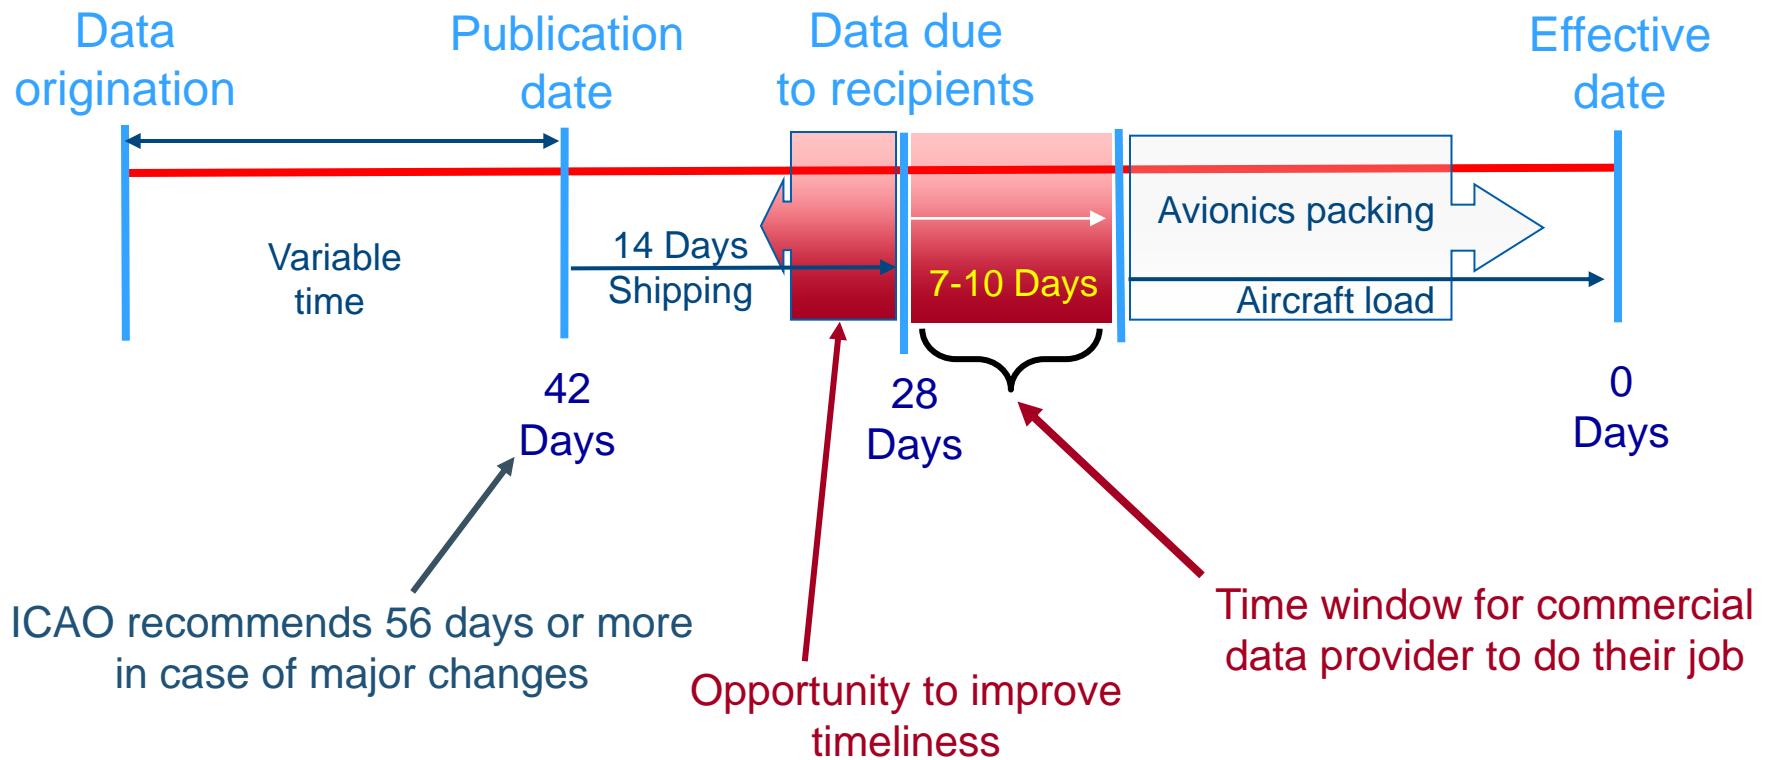 Data
origination
Publication
date
Data due
to recipients
Effective
date
Variable
time
14 Days
Shipping
7-10 Days
Avionics packing
Aircraft load
42
Days
28
Days
0
Days
ICAO recommends 56 days or more
in case of major changes
Opportunity to improve
timeliness
Time window for commercial
data provider to do their job